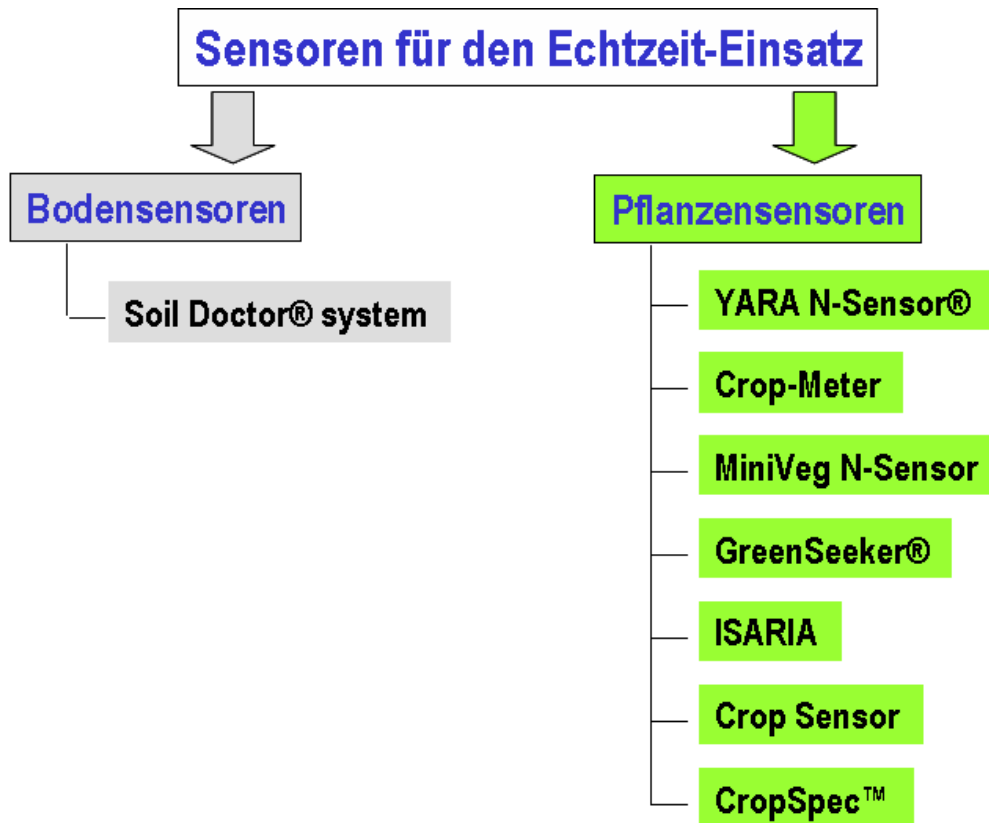 Sensoren für den Echtzeit-Einsatz
Bodensensoren
Soil Doctor® system
Pflanzensensoren
YARA N-Sensor®
Crop-Meter
MiniVeg N-Sensor
GreenSeeker®
ISARIA
Crop Sensor
CropSpec™